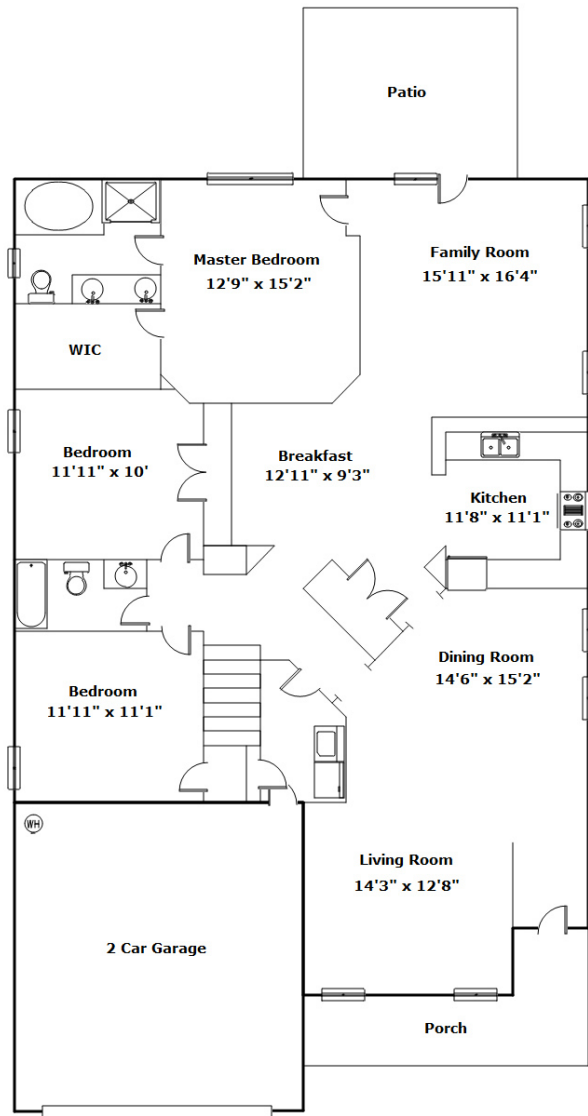 Patio
Master Bedroom
12'9" x 15'2"
Family Room
15'11" x 16'4"
WIC
Bedroom
11'11" x 10'
Breakfast
12'11" x 9'3"
Kitchen
11'8" x 11'1"
Dining Room
14'6" x 15'2"
Bedroom
11'11" x 11'1"
WH
Living Room
14'3" x 12'8"
2 Car Garage
Porch